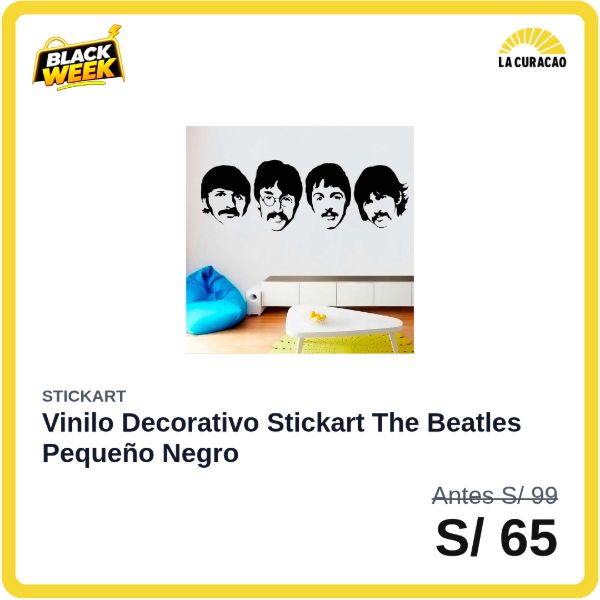 BLACK
WEEK
LA CURACAO
STICKART
Vinilo Decorativo Stickart The Beatles
Pequeño Negro
Antes S/ 99
S/ 65